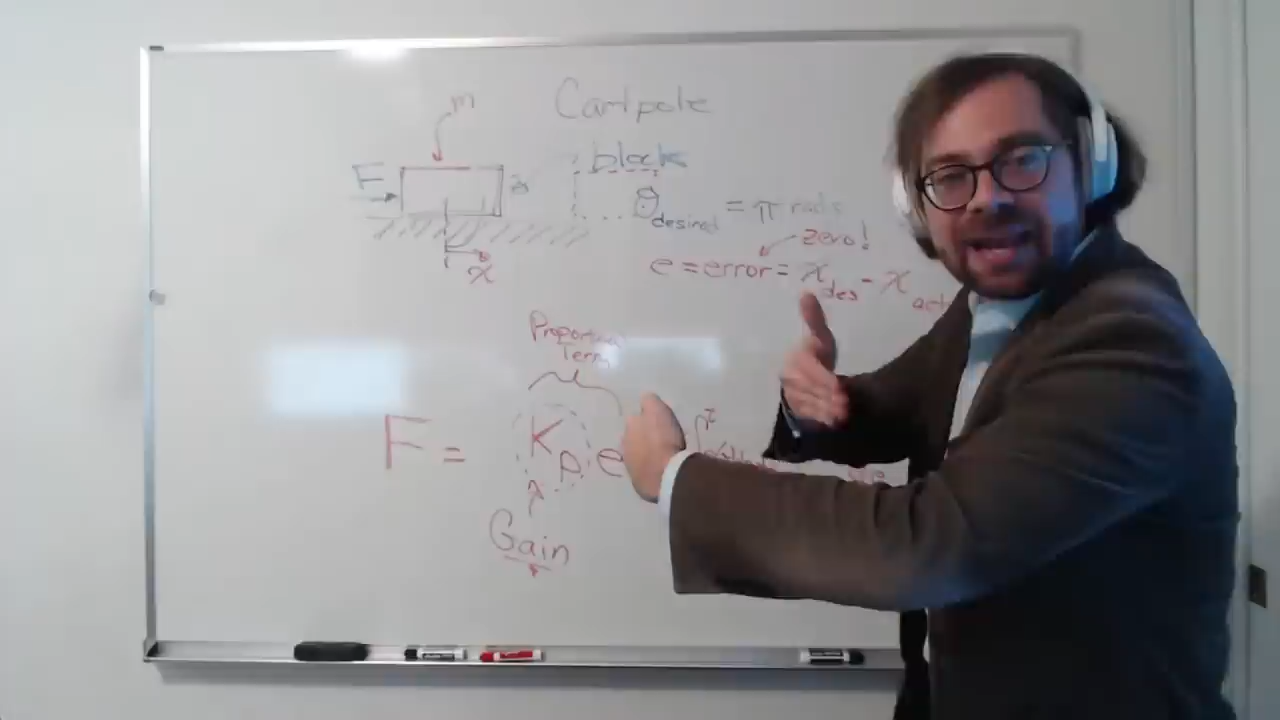 m
Cartpole
F
block
θ desired = π rads
zero!
x
e = error = x des - x act
Proportional
Term
F = K p e
Gain